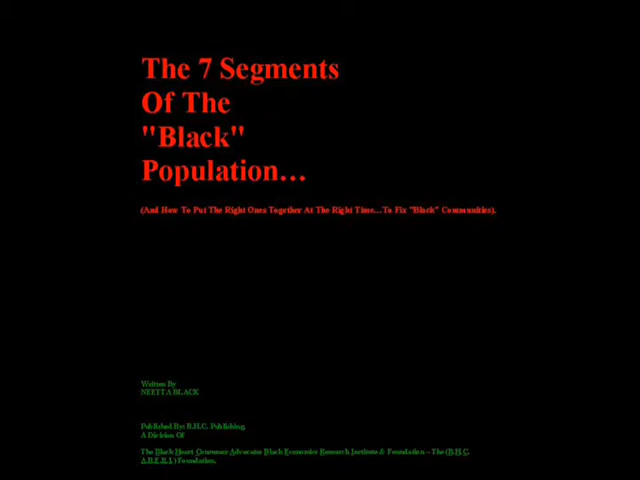 The 7 Segments
Of The
"Black"
Population…
(And How To Put The Right Ones Together At The Right Time…To Fix "Black" Communities).
Written By
NEETTA BLACK
Published By: B.H.C. Publishing,
A Division Of
The Black Heart Consumer Advocates Black Economics Research Institute & Foundation – The (B.H.C.
A.B.E.R.I.) Foundation.